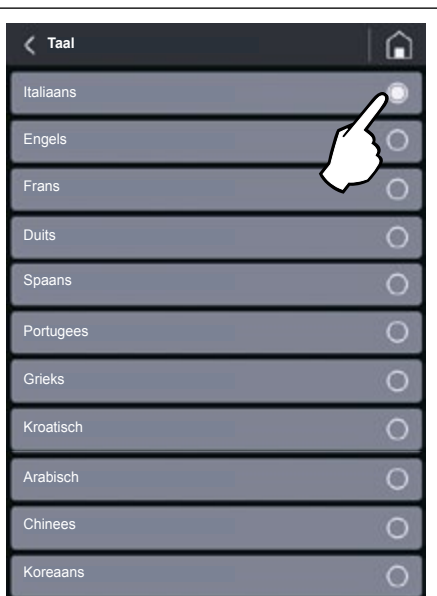 Taal
Italiaans
Engels
Frans
Duits
Spaans
Portugees
Grieks
Kroatisch
Arabisch
Chinees
Koreaans